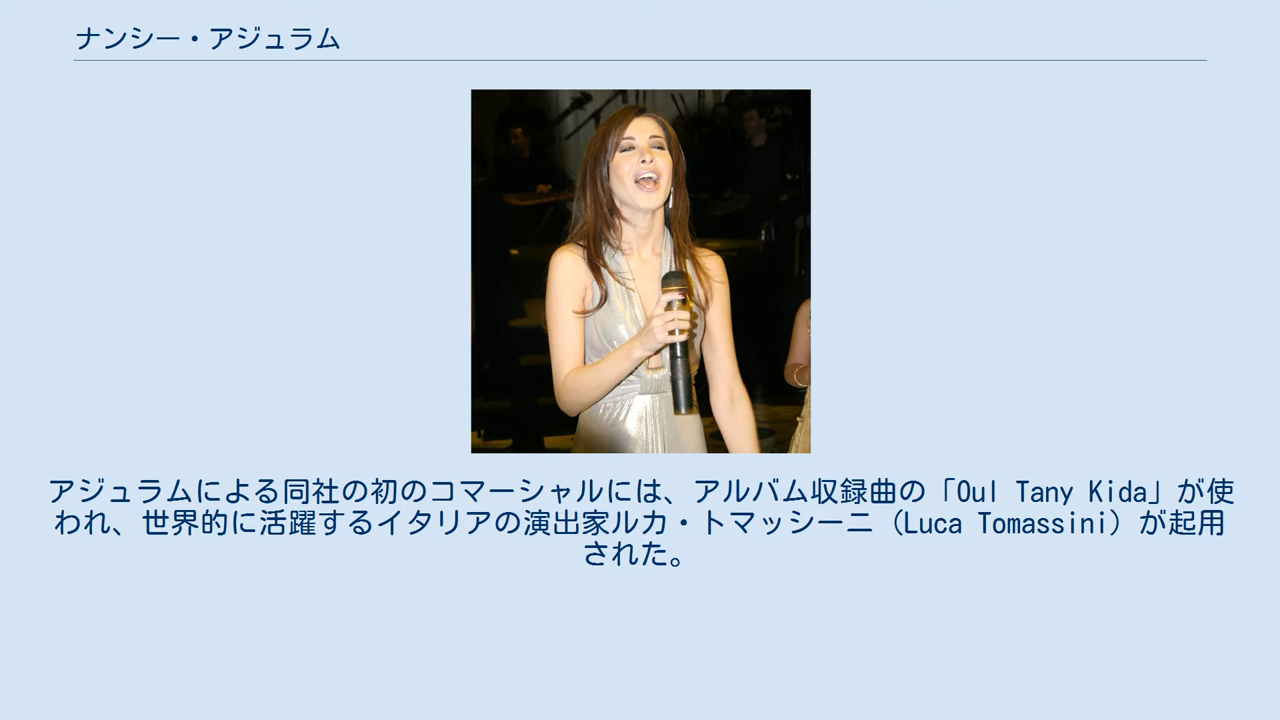 ナンシー・アジュラム
アジュラムによる同社の初のコマーシャルには、アルバム収録曲の「Oul Tany Kida」が使
われ、世界的に活躍するイタリアの演出家ルカ・トマッシーニ（Luca Tomassini）が起用
された。